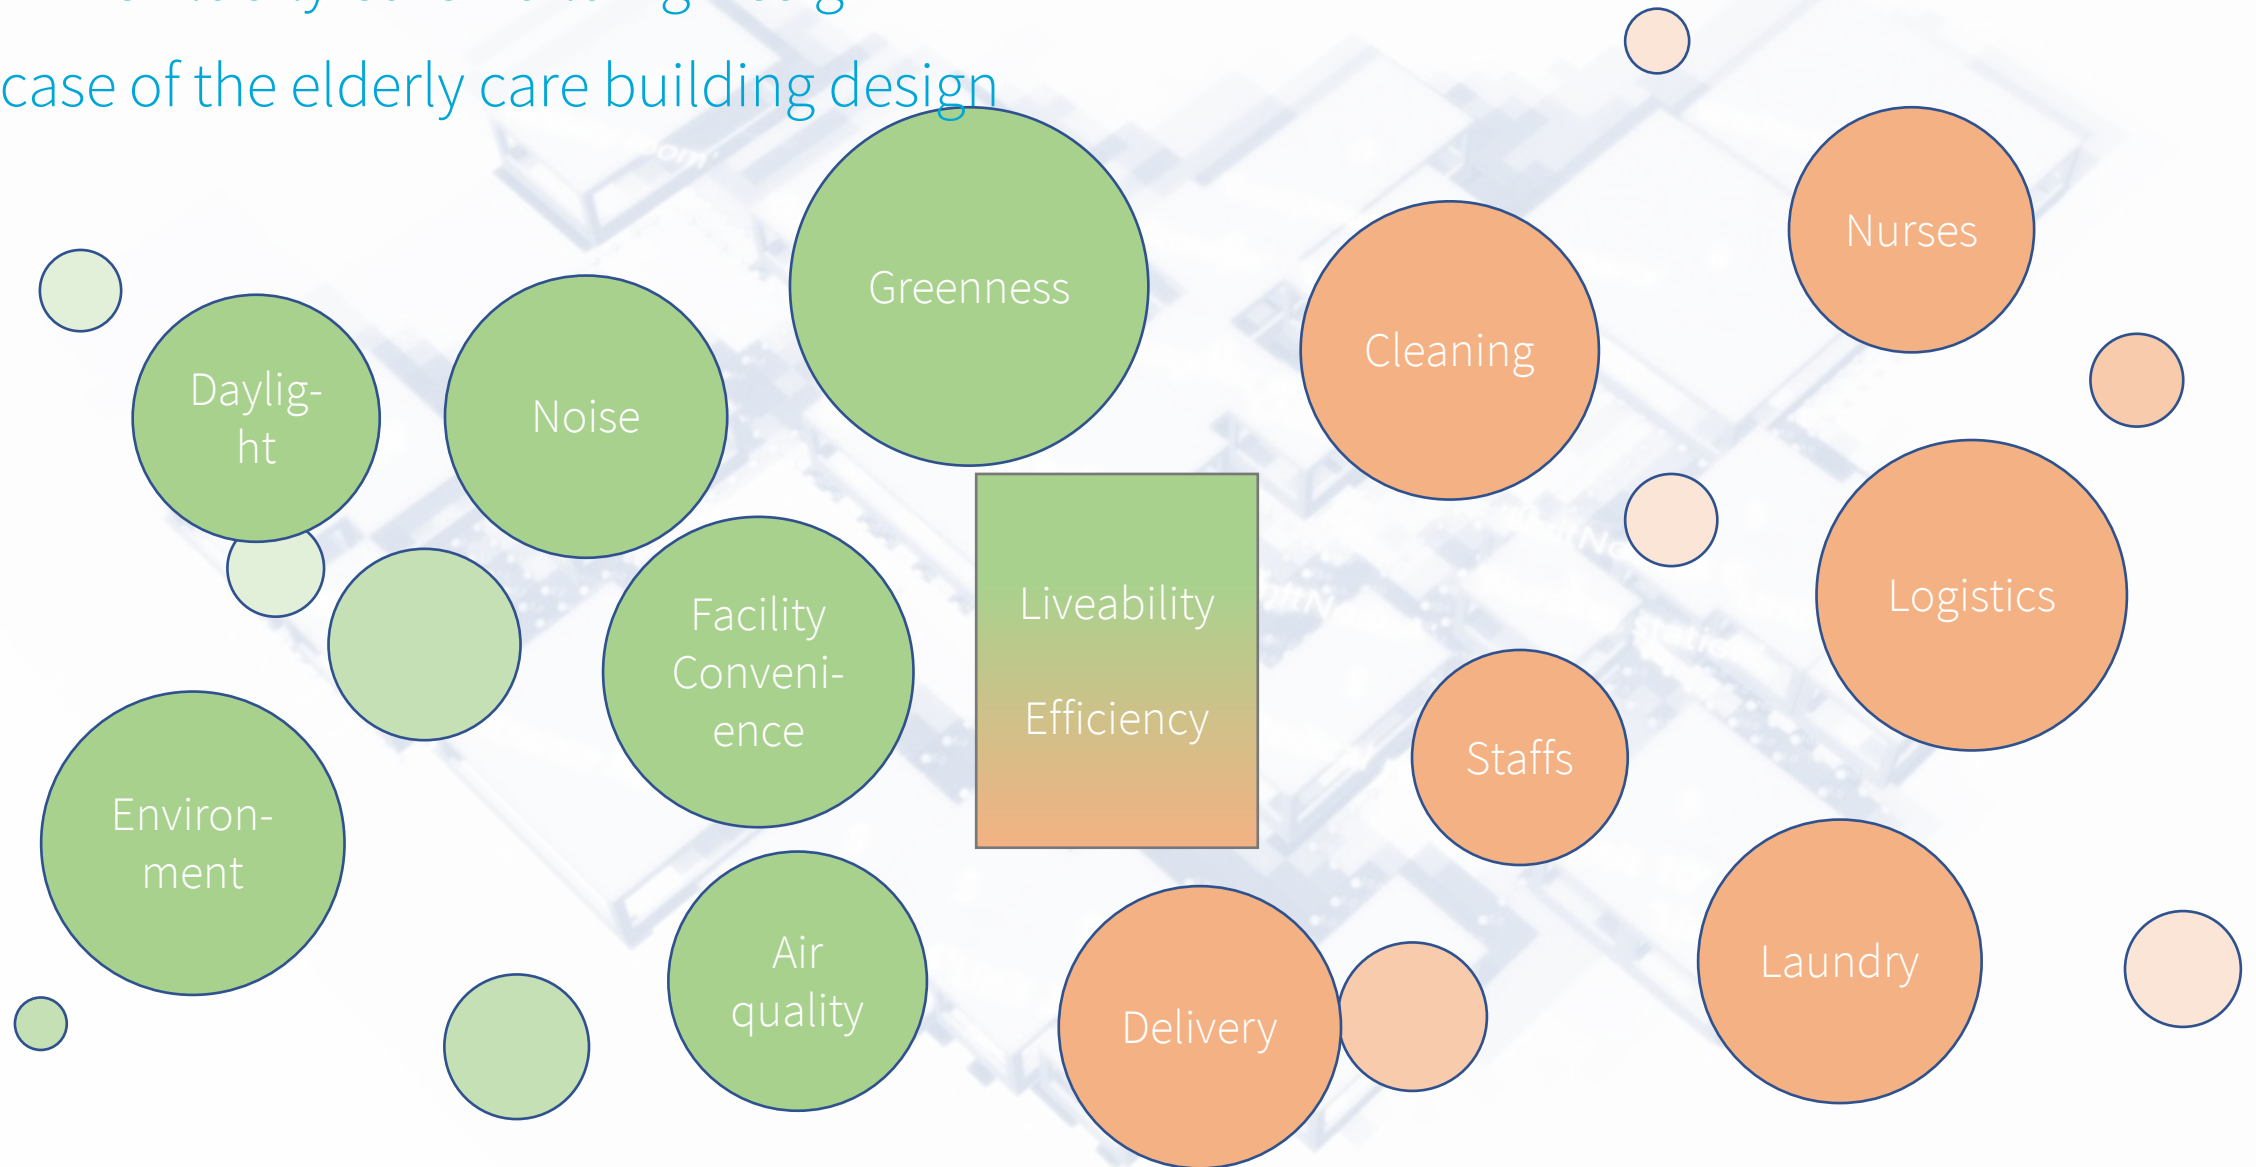 case of the elderly care building design
Greenness
Nurses
Cleaning
Daylig-
ht
Noise
Facility
Conveni-
ence
Liveability
Efficiency
Logistics
Staffs
Environ-
ment
Air
quality
Delivery
Laundry